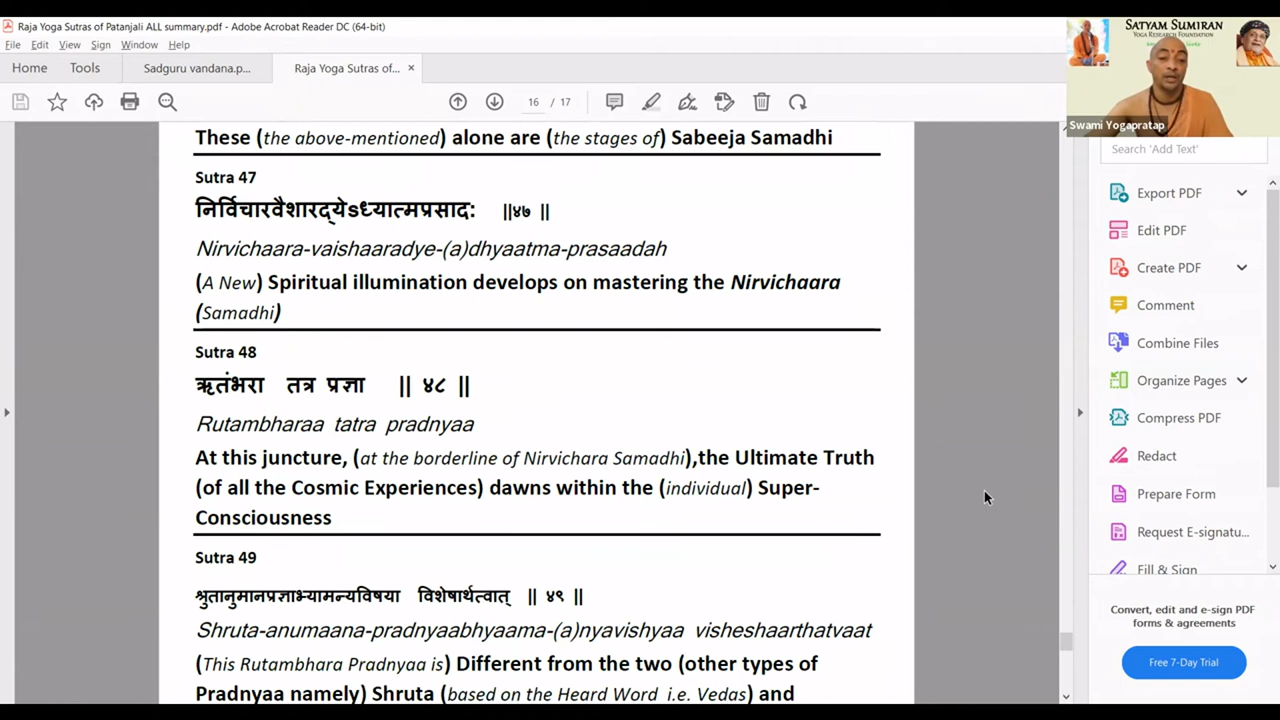 Raja Yoga Sutras of Patanjali ALL summary.pdf - Adobe Acrobat Reader DC (64-bit)
File Edit View Sign Window Help
Home Tools Sadguru vandana.p... Raja Yoga Sutras of... ×
16 / 17
SATYAM SUMIRAN
YOGA RESEARCH FOUNDATION
Swami Yogapratap
Search 'Add Text'
Export PDF
Edit PDF
Create PDF
Comment
Combine Files
Organize Pages
Compress PDF
Redact
Prepare Form
Request E-signatu...
Fill & Sign
Convert, edit and e-sign PDF
forms & agreements
Free 7-Day Trial
These (the above-mentioned) alone are (the stages of) Sabeeja Samadhi
Sutra 47
निर्विचारवैशारद्येऽध्यात्मप्रसाद: ||४७ ||
Nirvichaara-vaishaaradye-(a)dhyaatma-prasaadah
(A New) Spiritual illumination develops on mastering the Nirvichaara
(Samadhi)
Sutra 48
ऋतंभरा तत्र प्रज्ञा || ४८ ||
Rutambharaa tatra pradnyaa
At this juncture, (at the borderline of Nirvichara Samadhi),the Ultimate Truth
(of all the Cosmic Experiences) dawns within the (individual) Super-
Consciousness
Sutra 49
श्रुतानुमानप्रज्ञाभ्यामन्यविषया विशेषार्थत्वात् || ४९ ||
Shruta-anumaana-pradnyaabhyaama-(a)nyavishyaa visheshaarthatvaat
(This Rutambhara Pradnyaa is) Different from the two (other types of
Pradnyaa namely) Shruta (based on the Heard Word i.e. Vedas) and